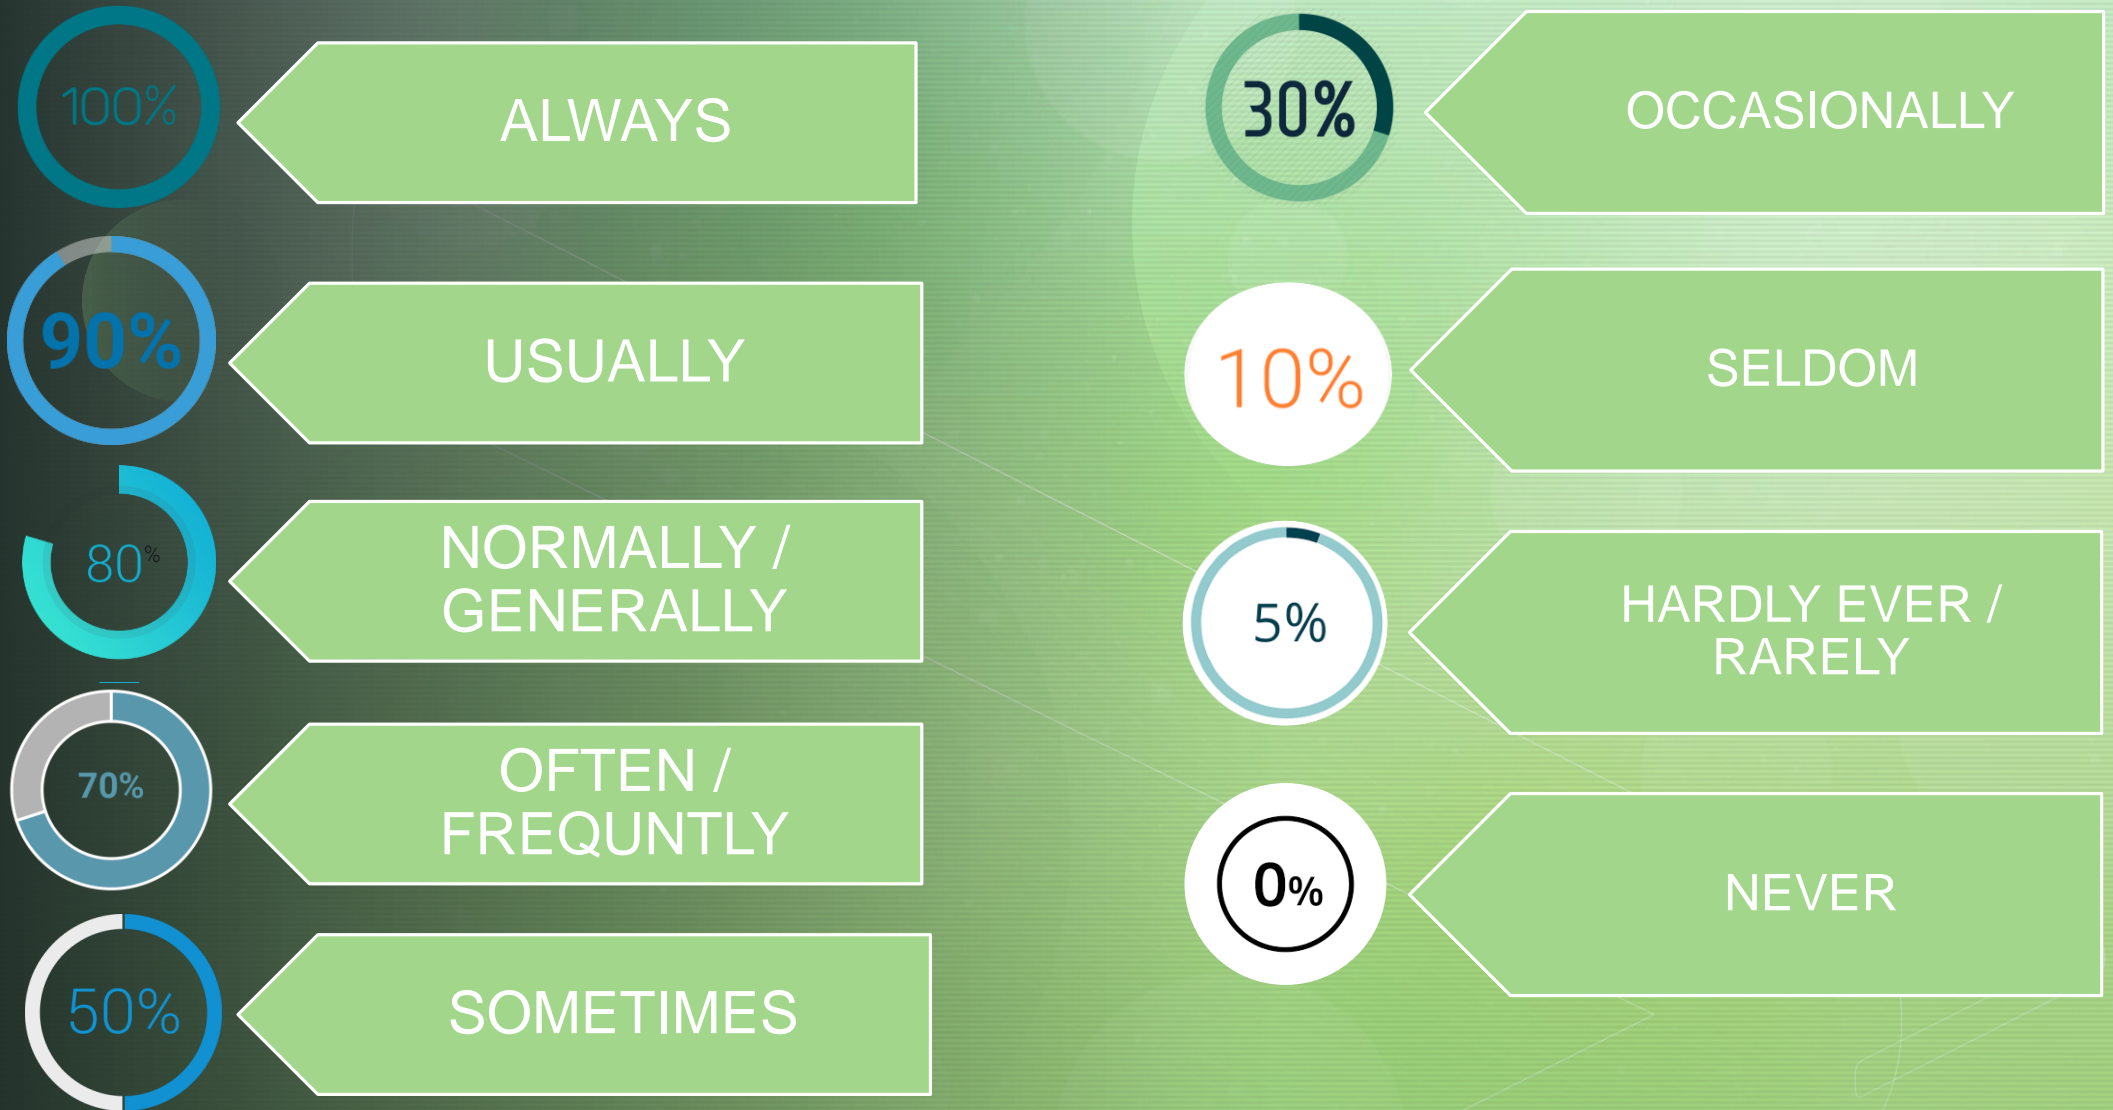 100%
ALWAYS
90%
USUALLY
80%
NORMALLY /
GENERALLY
70%
OFTEN /
FREQUNTLY
50%
SOMETIMES
30%
OCCASIONALLY
10%
SELDOM
5%
HARDLY EVER /
RARELY
0%
NEVER